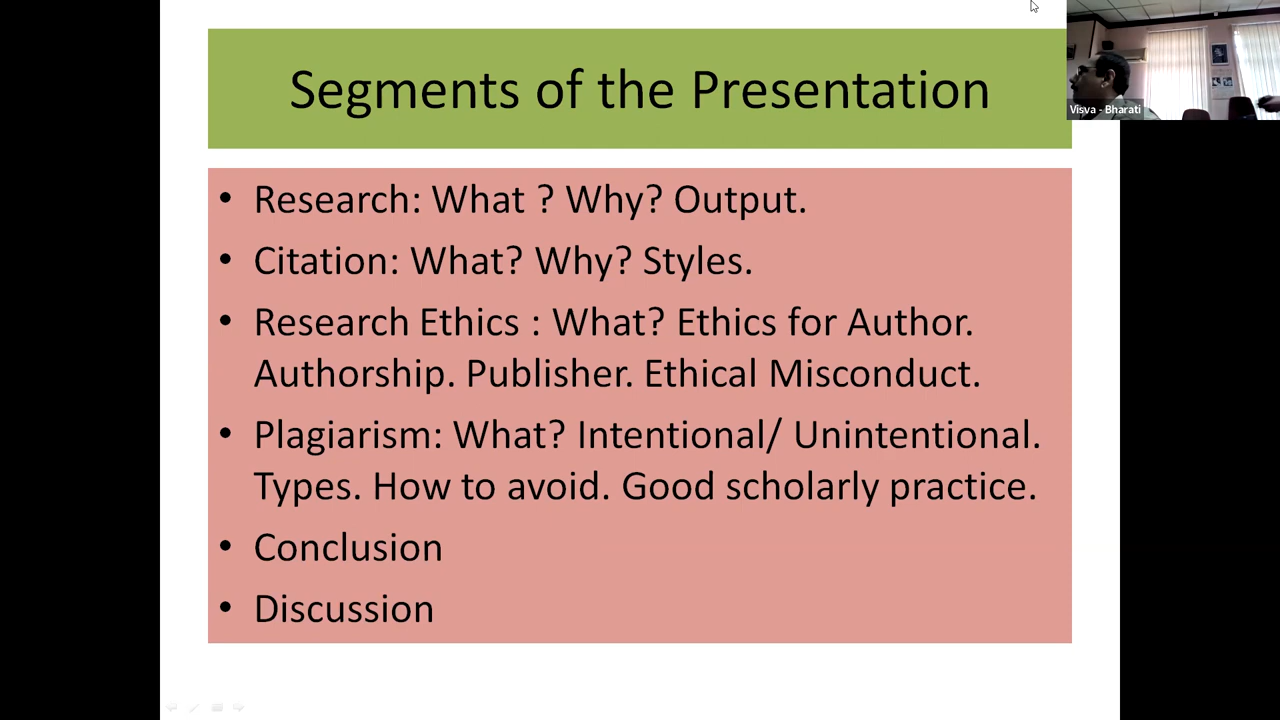 Segments of the Presentation
Visva - Bharati
• Research: What ? Why? Output.
• Citation: What? Why? Styles.
• Research Ethics : What? Ethics for Author.
Authorship. Publisher. Ethical Misconduct.
• Plagiarism: What? Intentional/ Unintentional.
Types. How to avoid. Good scholarly practice.
• Conclusion
• Discussion